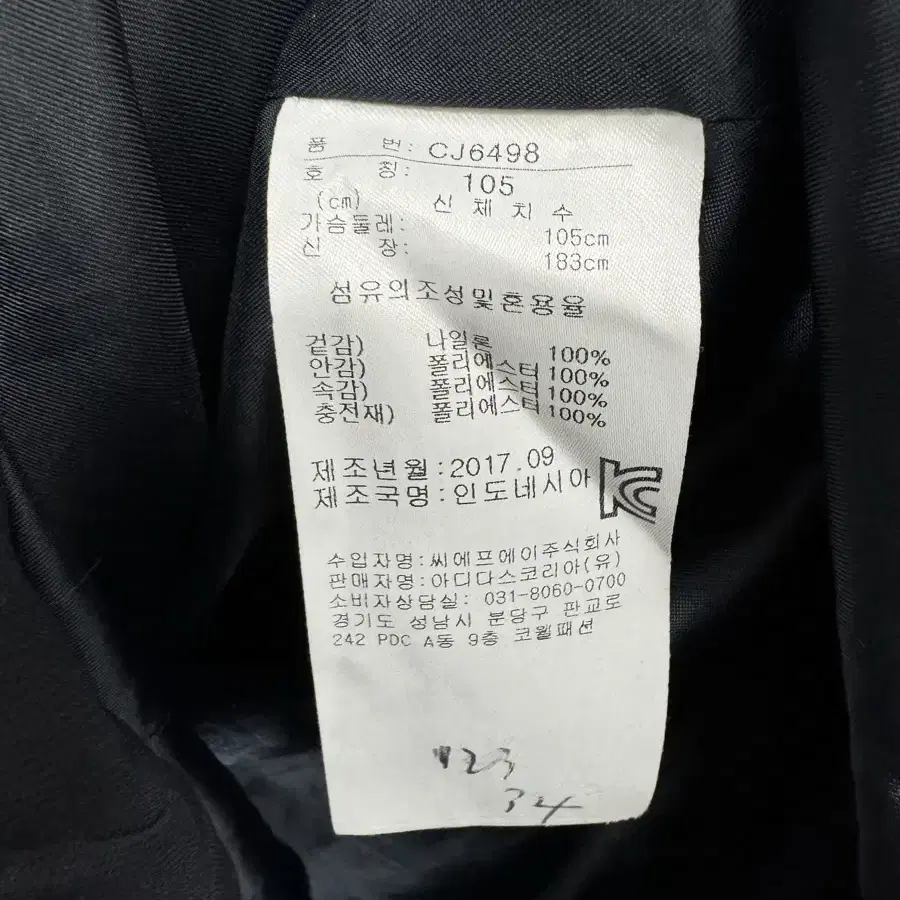 품 번: CJ6498
호 칭: 105
(cm) 신 체 치 수
가슴둘레: 105cm
신 장: 183cm
섬유의조성및혼용율
겉감) 나일론 100%
안감) 폴리에스터 100%
속감) 폴리에스터 100%
충전재) 폴리에스터 100%
제조년월:2017.09
제조국명:인도네시아
KC
수입자명:씨에프에이주식회사
판매자명:아디다스코리아(유)
소비자상담실: 031-8060-0700
경기도 성남시 분당구 판교로
242 PDC A동 9층 코웰패션
123
34